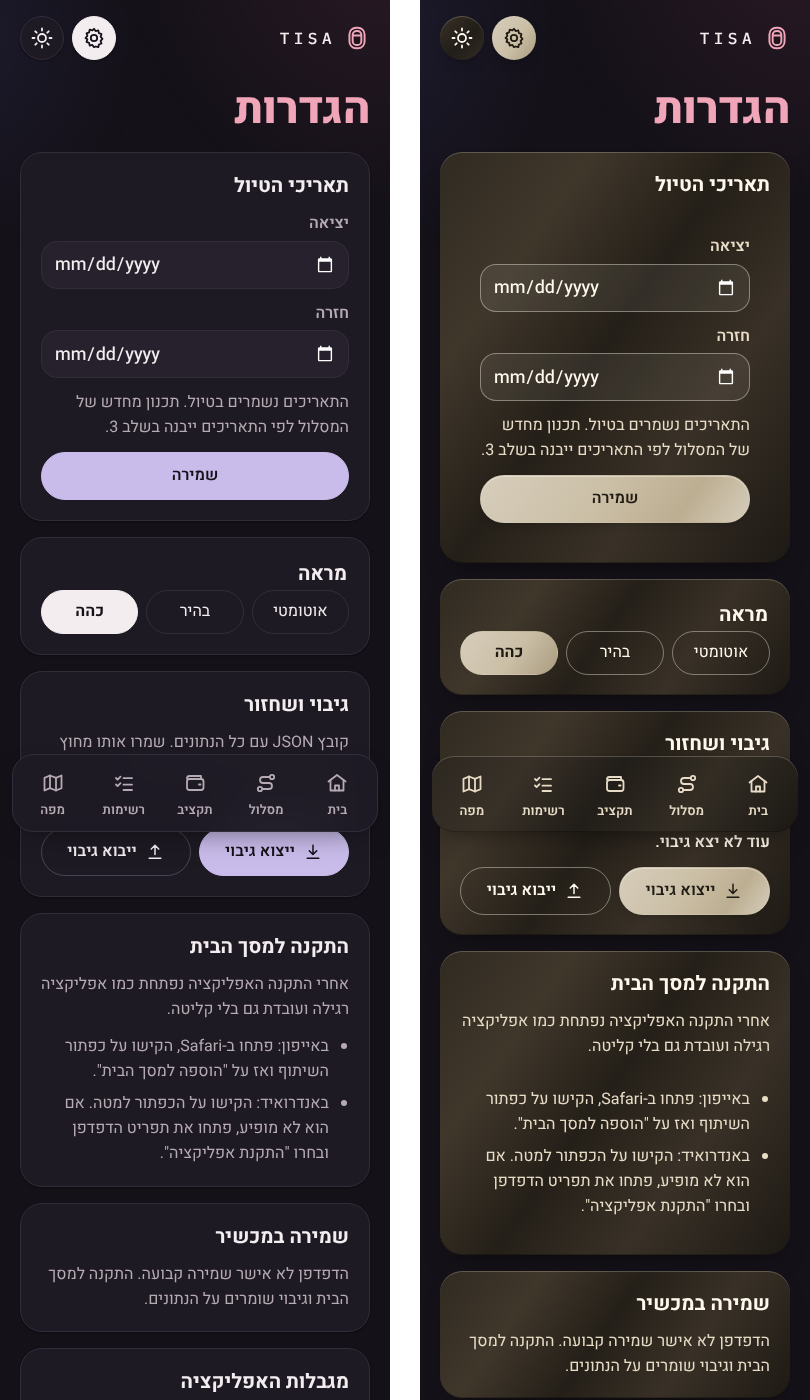 TISA
הגדרות
תאריכי הטיול
יציאה
mm/dd/yyyy
חזרה
mm/dd/yyyy
התאריכים נשמרים בטיול. תכנון מחדש של
המסלול לפי התאריכים ייבנה בשלב 3.
שמירה
מראה
אוטומטי
בהיר
כהה
גיבוי ושחזור
קובץ JSON עם כל הנתונים. שמרו אותו מחוץ
בית
מסלול
תקציב
רשימות
מפה
ייצוא גיבוי
ייבוא גיבוי
התקנה למסך הבית
אחרי התקנה האפליקציה נפתחת כמו אפליקציה
רגילה ועובדת גם בלי קליטה.
• באייפון: פתחו ב-Safari, הקישו על כפתור
השיתוף ואז על "הוספה למסך הבית".
• באנדרואיד: הקישו על הכפתור למטה. אם
הוא לא מופיע, פתחו את תפריט הדפדפן
ובחרו "התקנת אפליקציה".
שמירה במכשיר
הדפדפן לא אישר שמירה קבועה. התקנה למסך
הבית וגיבוי שומרים על הנתונים.
מגבלות האפליקציה
TISA
הגדרות
תאריכי הטיול
יציאה
mm/dd/yyyy
חזרה
mm/dd/yyyy
התאריכים נשמרים בטיול. תכנון מחדש
של המסלול לפי התאריכים ייבנה בשלב 3.
שמירה
מראה
אוטומטי
בהיר
כהה
גיבוי ושחזור
בית
מסלול
תקציב
רשימות
מפה
עוד לא יצא גיבוי.
ייצוא גיבוי
ייבוא גיבוי
התקנה למסך הבית
אחרי התקנה האפליקציה נפתחת כמו אפליקציה
רגילה ועובדת גם בלי קליטה.
• באייפון: פתחו ב-Safari, הקישו על כפתור
השיתוף ואז על "הוספה למסך הבית".
• באנדרואיד: הקישו על הכפתור למטה. אם
הוא לא מופיע, פתחו את תפריט הדפדפן
ובחרו "התקנת אפליקציה".
שמירה במכשיר
הדפדפן לא אישר שמירה קבועה. התקנה למסך
הבית וגיבוי שומרים על הנתונים.